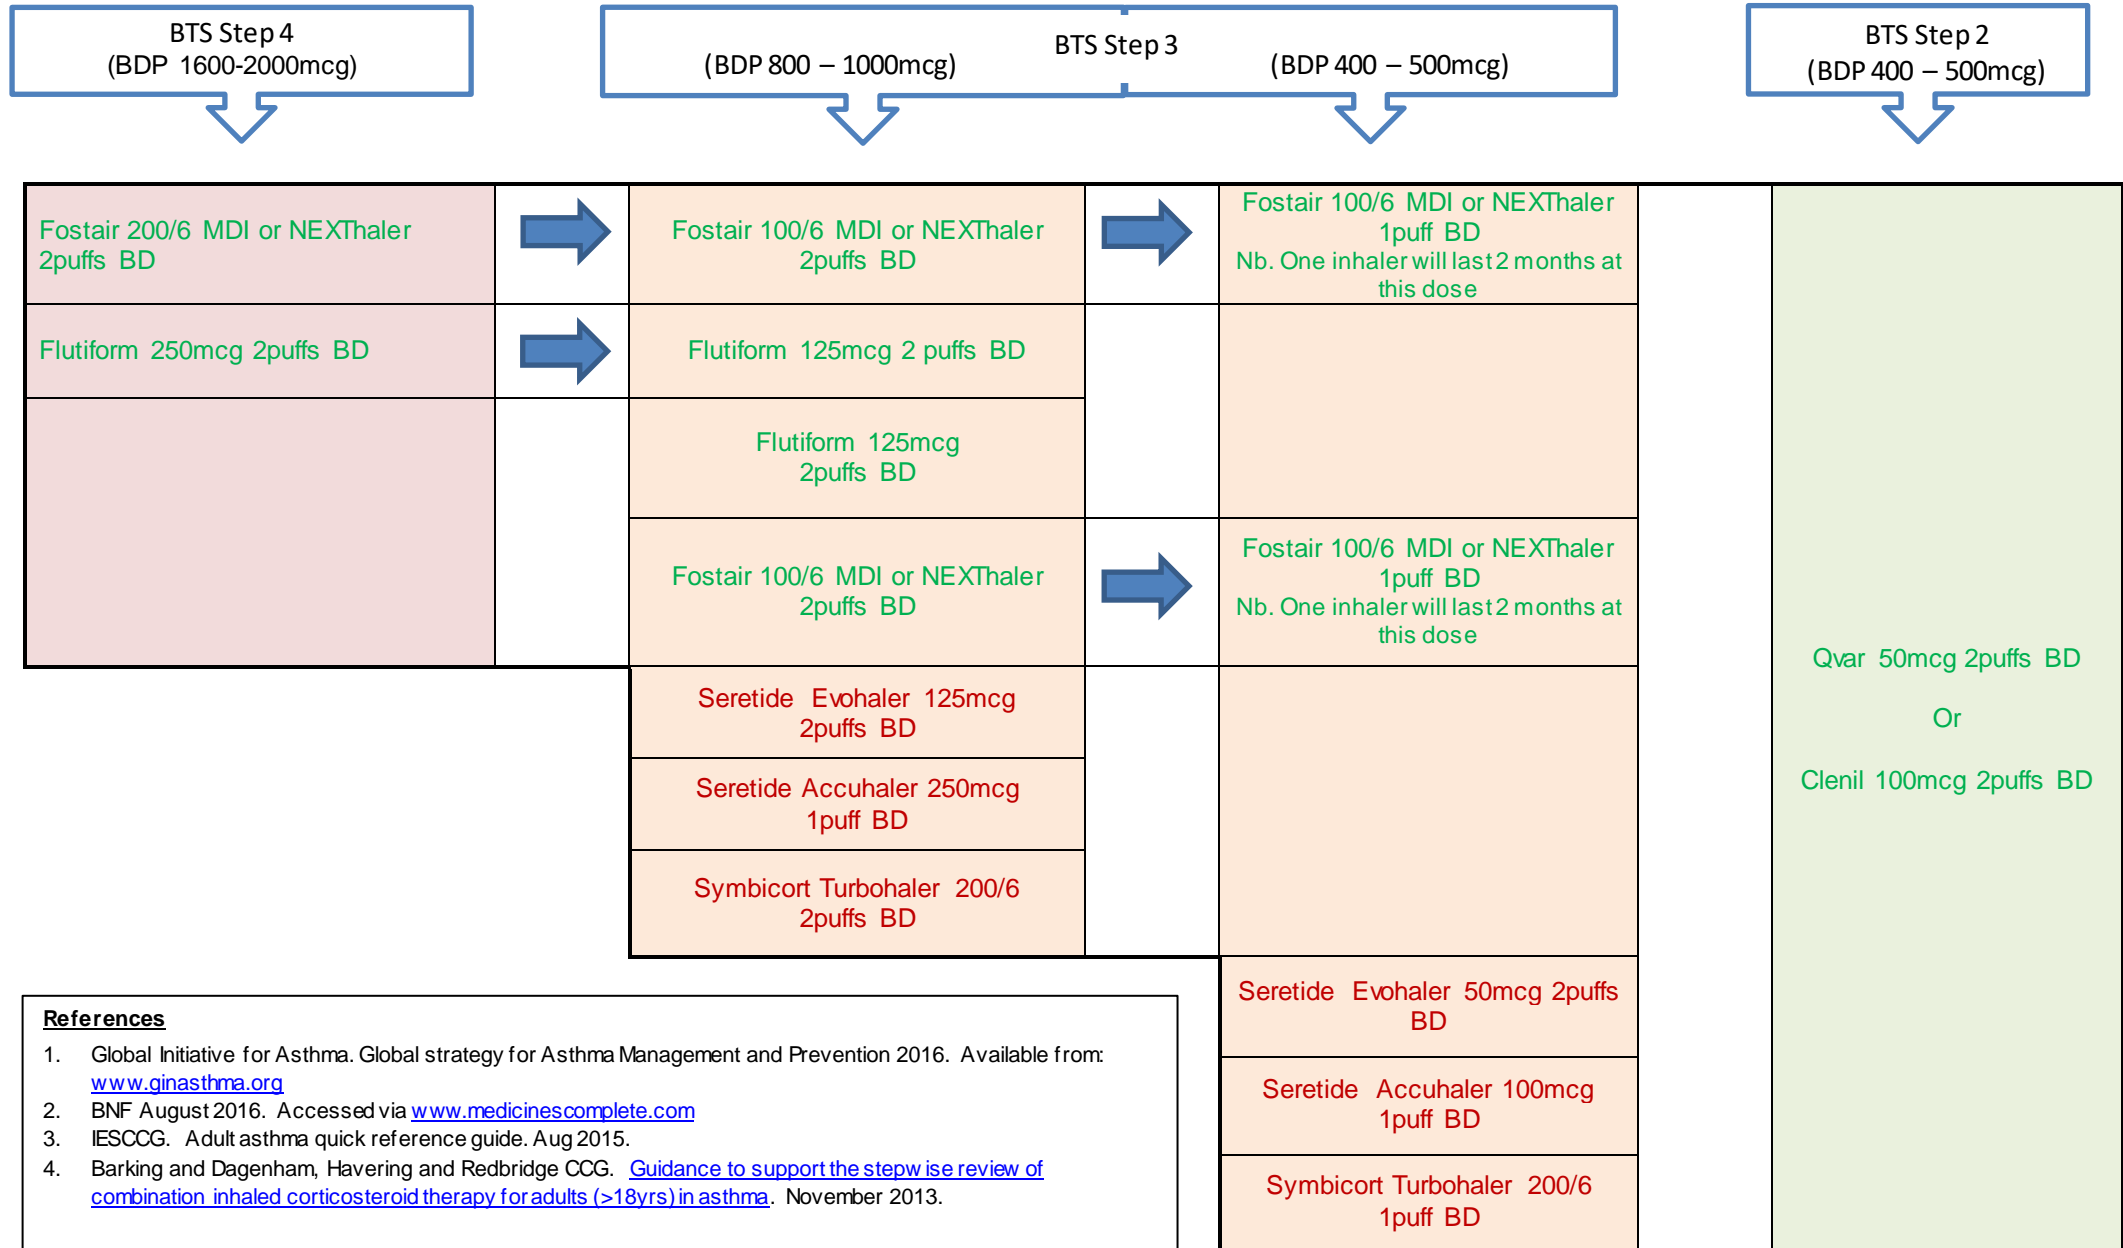 BTS Step 4
(BDP 1600-2000mcg)
BTS Step 3
(BDP 800 – 1000mcg)
(BDP 400 – 500mcg)
BTS Step 2
(BDP 400 – 500mcg)
Fostair 200/6 MDI or NEXThaler
2puffs BD
Fostair 100/6 MDI or NEXThaler
2puffs BD
Fostair 100/6 MDI or NEXThaler
1puff BD
Nb. One inhaler will last 2 months at
this dose
Flutiform 250mcg 2puffs BD
Flutiform 125mcg 2 puffs BD
Flutiform 125mcg
2puffs BD
Fostair 100/6 MDI or NEXThaler
2puffs BD
Fostair 100/6 MDI or NEXThaler
1puff BD
Nb. One inhaler will last 2 months at
this dose
Seretide Evohaler 125mcg
2puffs BD
Seretide Accuhaler 250mcg
1puff BD
Symbicort Turbohaler 200/6
2puffs BD
Seretide Evohaler 50mcg 2puffs
BD
Seretide Accuhaler 100mcg
1puff BD
Symbicort Turbohaler 200/6
1puff BD
Qvar 50mcg 2puffs BD
Or
Clenil 100mcg 2puffs BD
References
1. Global Initiative for Asthma. Global strategy for Asthma Management and Prevention 2016. Available from:
www.ginasthma.org
2. BNF August 2016. Accessed via www.medicinescomplete.com
3. IESCCG. Adult asthma quick reference guide. Aug 2015.
4. Barking and Dagenham, Havering and Redbridge CCG. Guidance to support the stepwise review of
combination inhaled corticosteroid therapy for adults (>18yrs) in asthma. November 2013.